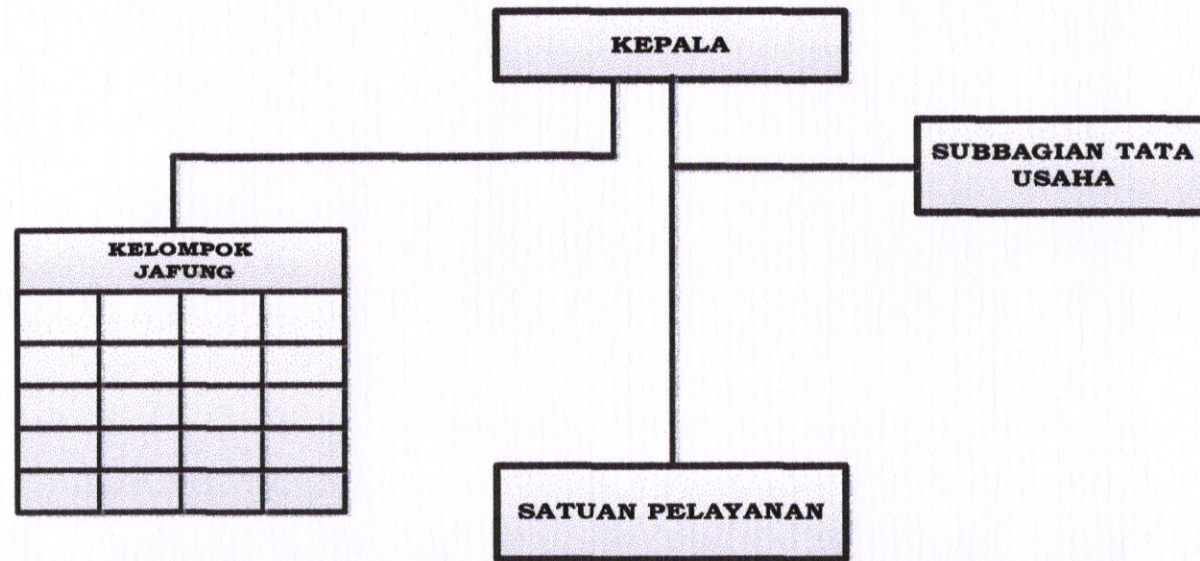 KEPALA
SUBBAGIAN TATA
USAHA
KELOMPOK
JAFUNG
SATUAN PELAYANAN